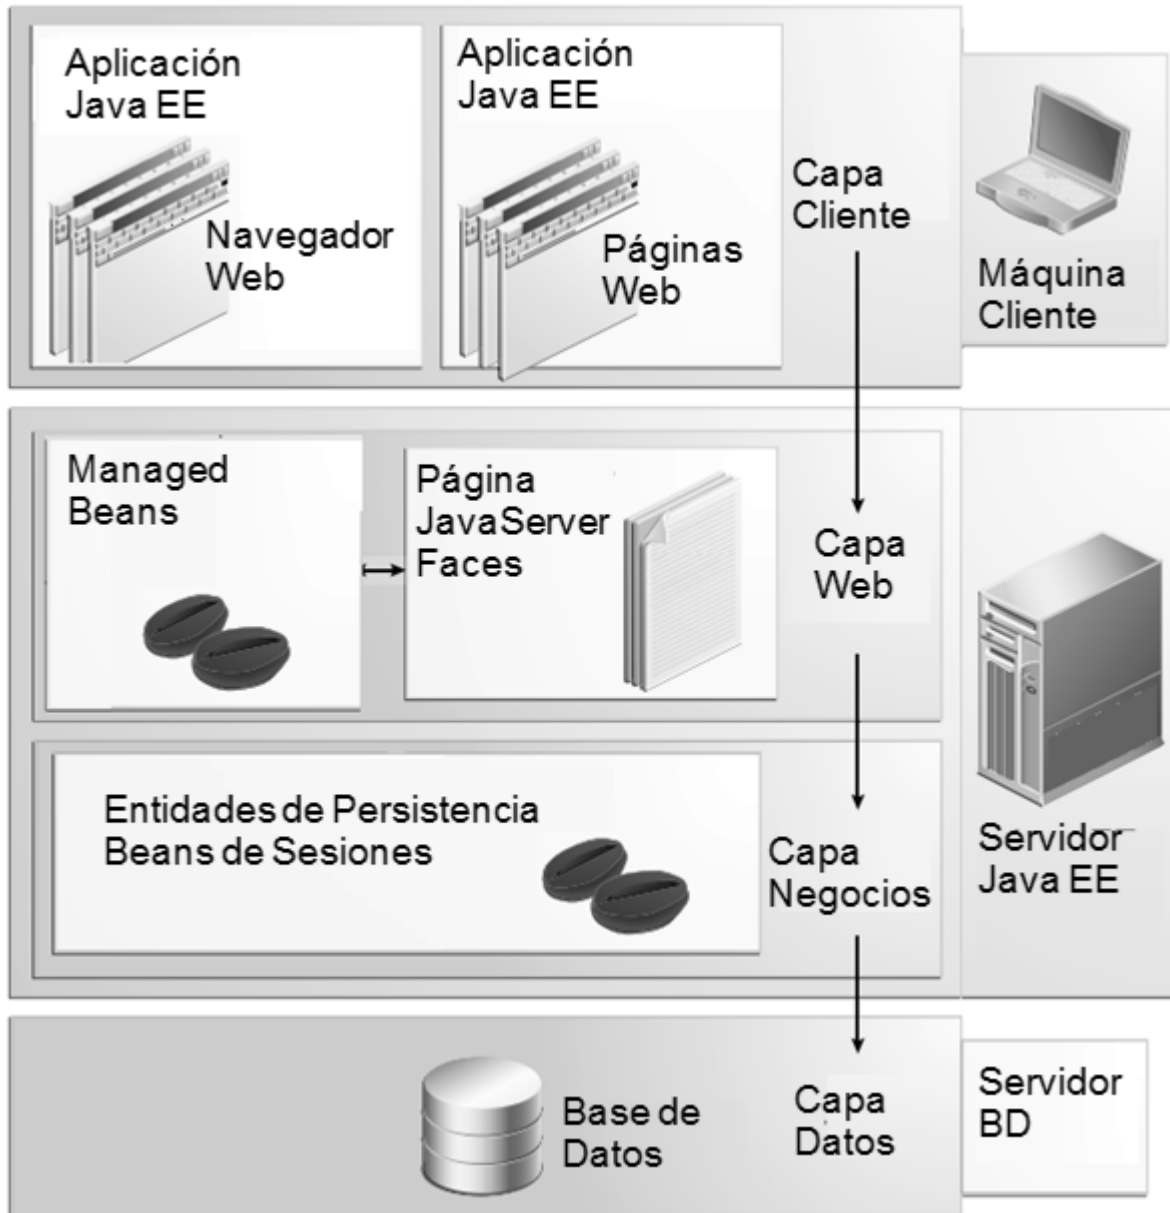 Aplicación
Java EE
Navegador
Web
Aplicación
Java EE
Páginas
Web
Capa
Cliente
Máquina
Cliente
Managed
Beans
Página
JavaServer
Faces
Capa
Web
Entidades de Persistencia
Beans de Sesiones
Capa
Negocios
Servidor
Java EE
Base de
Datos
Capa
Datos
Servidor
BD